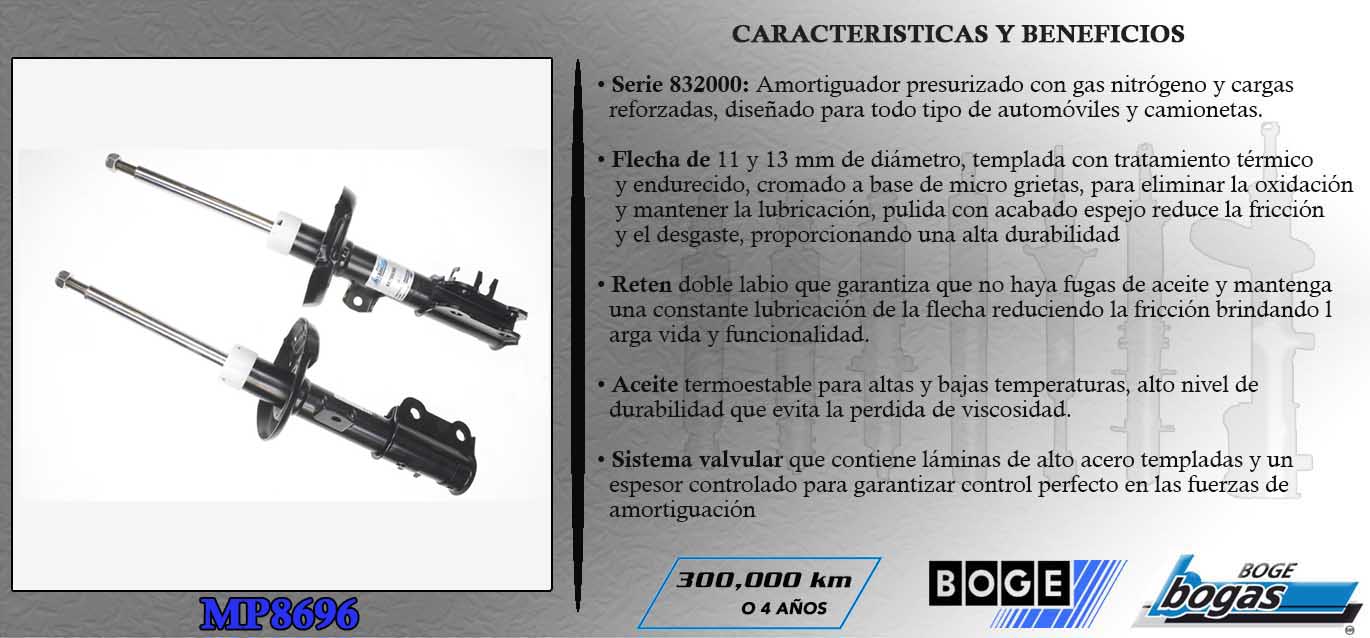 CARACTERISTICAS Y BENEFICIOS
• Serie 832000: Amortiguador presurizado con gas nitrógeno y cargas
reforzadas, diseñado para todo tipo de automóviles y camionetas.
• Flecha de 11 y 13 mm de diámetro, templada con tratamiento térmico
y endurecido, cromado a base de micro grietas, para eliminar la oxidación
y mantener la lubricación, pulida con acabado espejo reduce la fricción
y el desgaste, proporcionando una alta durabilidad
• Reten doble labio que garantiza que no haya fugas de aceite y mantenga
una constante lubricación de la flecha reduciendo la fricción brindando l
arga vida y funcionalidad.
• Aceite termoestable para altas y bajas temperaturas, alto nivel de
durabilidad que evita la perdida de viscosidad.
• Sistema valvular que contiene láminas de alto acero templadas y un
espesor controlado para garantizar control perfecto en las fuerzas de
amortiguación
MP8696
300,000 km
O 4 AÑOS
BOGE
BOGE
bogas